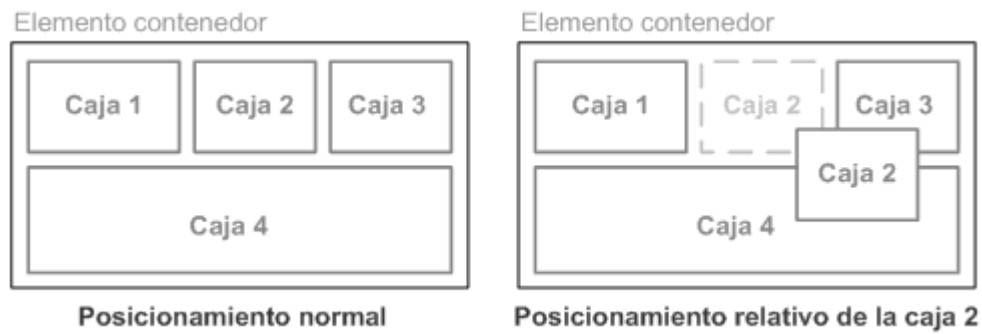 Elemento contenedor
Caja 1
Caja 2
Caja 3
Caja 4
Posicionamiento normal
Elemento contenedor
Caja 1
Caja 2
Caja 3
Caja 2
Caja 4
Posicionamiento relativo de la caja 2